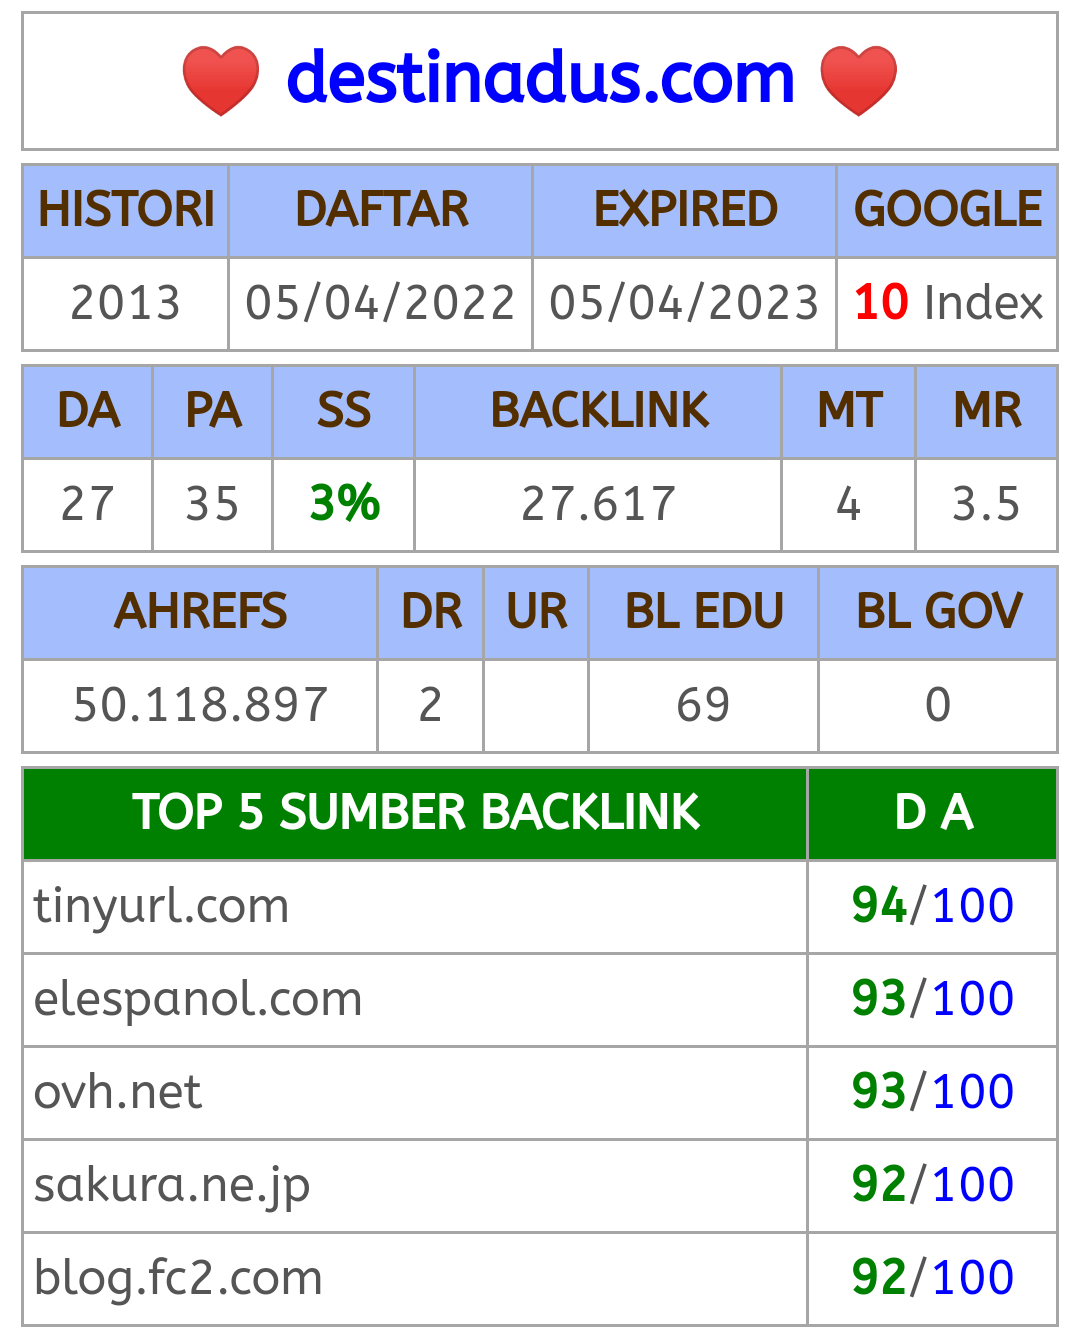 destinadus.com
HISTORI DAFTAR EXPIRED GOOGLE
2013 05/04/2022 05/04/2023 10 Index
DA PA SS BACKLINK MT MR
27 35 3% 27.617 4 3.5
AHREFS DR UR BL EDU BL GOV
50.118.897 2 69 0
TOP 5 SUMBER BACKLINK D A
tinyurl.com 94/100
elespanol.com 93/100
ovh.net 93/100
sakura.ne.jp 92/100
blog.fc2.com 92/100